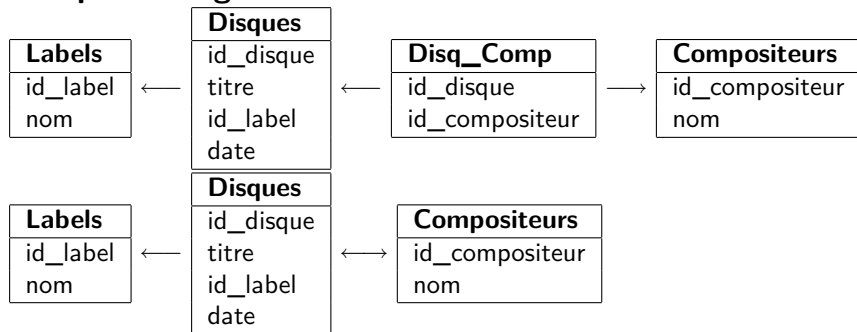 Disques
Labels
id_label
nom
id_disque
titre
id_label
date
Disq_Comp
id_disque
id_compositeur
Compositeurs
id_compositeur
nom
Disques
Labels
id_label
nom
id_disque
titre
id_label
date
Compositeurs
id_compositeur
nom